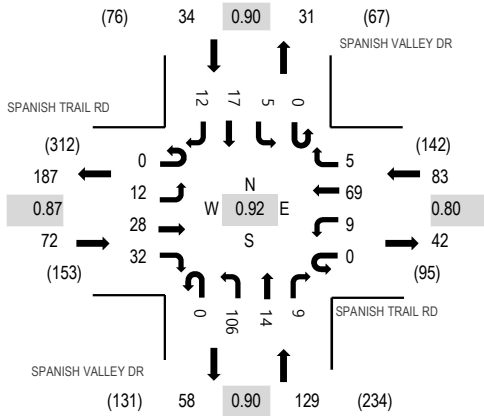 (76) 34 0.90 31 (67)
SPANISH VALLEY DR
SPANISH TRAIL RD
12 17 5 0
(312) 0 5 (142)
187 12 N 69 83
0.87 W 0.92 E 0.80
28 9
72 S 42
32 0
(153) (95)
0 106 14 9
SPANISH TRAIL RD
SPANISH VALLEY DR
(131) 58 0.90 129 (234)